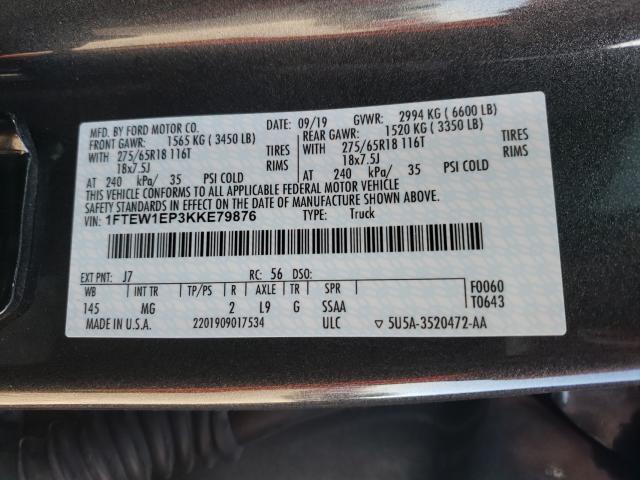 MFD. BY FORD MOTOR CO. DATE: 09/19 GVWR: 2994 KG ( 6600 LB)
FRONT GAWR: 1565 KG ( 3450 LB) REAR GAWR: 1520 KG ( 3350 LB)
WITH 275/65R18 116T TIRES WITH 275/65R18 116T TIRES
18x7.5J RIMS 18x7.5J RIMS
AT 240 kPa/ 35 PSI COLD AT 240 kPa/ 35 PSI COLD
THIS VEHICLE CONFORMS TO ALL APPLICABLE FEDERAL MOTOR VEHICLE
SAFETY STANDARDS IN EFFECT ON THE DATE OF MANUFACTURE SHOWN ABOVE.
VIN: 1FTEW1EP3KKE79876 TYPE: Truck
EXT PNT: J7 RC: 56 DSO:
WB INT TR TP/PS R AXLE TR SPR F0060
145 MG 2 L9 G SSAA T0643
MADE IN U.S.A. 2201909017534 ULC ▽ 5U5A-3520472-AA